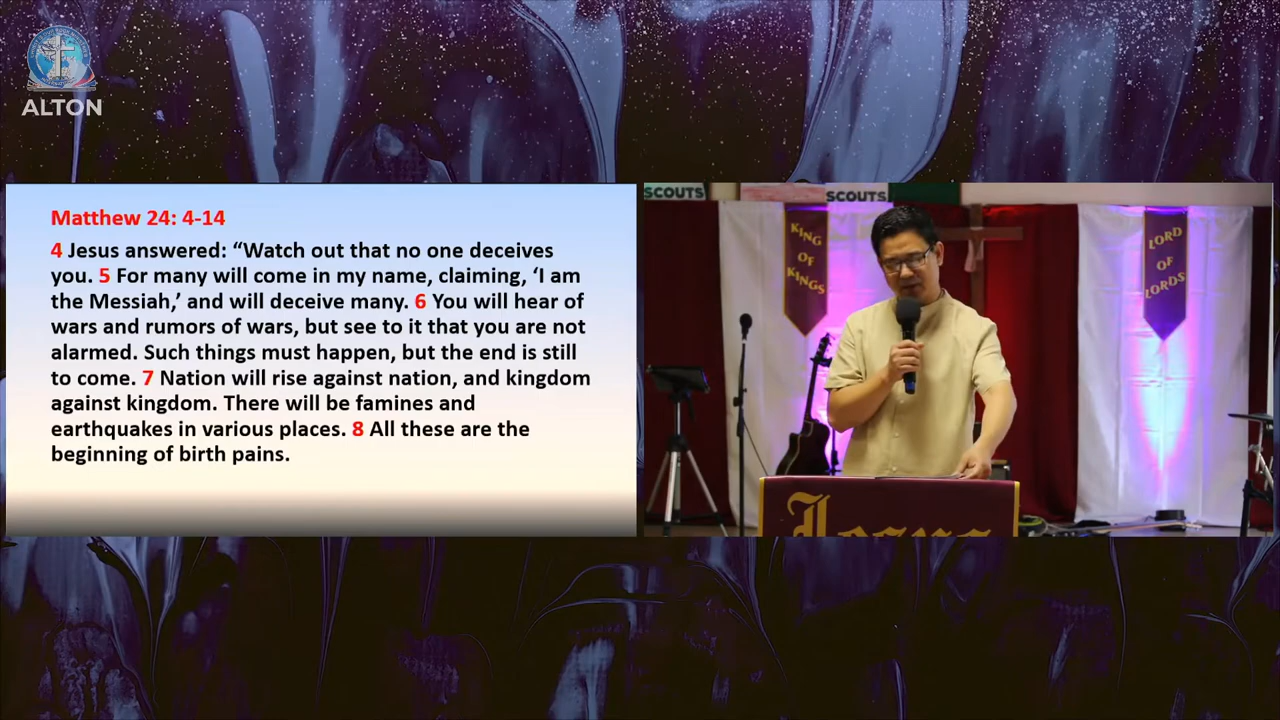 ALTON
Matthew 24: 4-14
4 Jesus answered: “Watch out that no one deceives
you. 5 For many will come in my name, claiming, ‘I am
the Messiah,’ and will deceive many. 6 You will hear of
wars and rumors of wars, but see to it that you are not
alarmed. Such things must happen, but the end is still
to come. 7 Nation will rise against nation, and kingdom
against kingdom. There will be famines and
earthquakes in various places. 8 All these are the
beginning of birth pains.
SCOUTS
SCOUTS
KING
OF
KINGS
LORD
OF
LORDS
Jesus